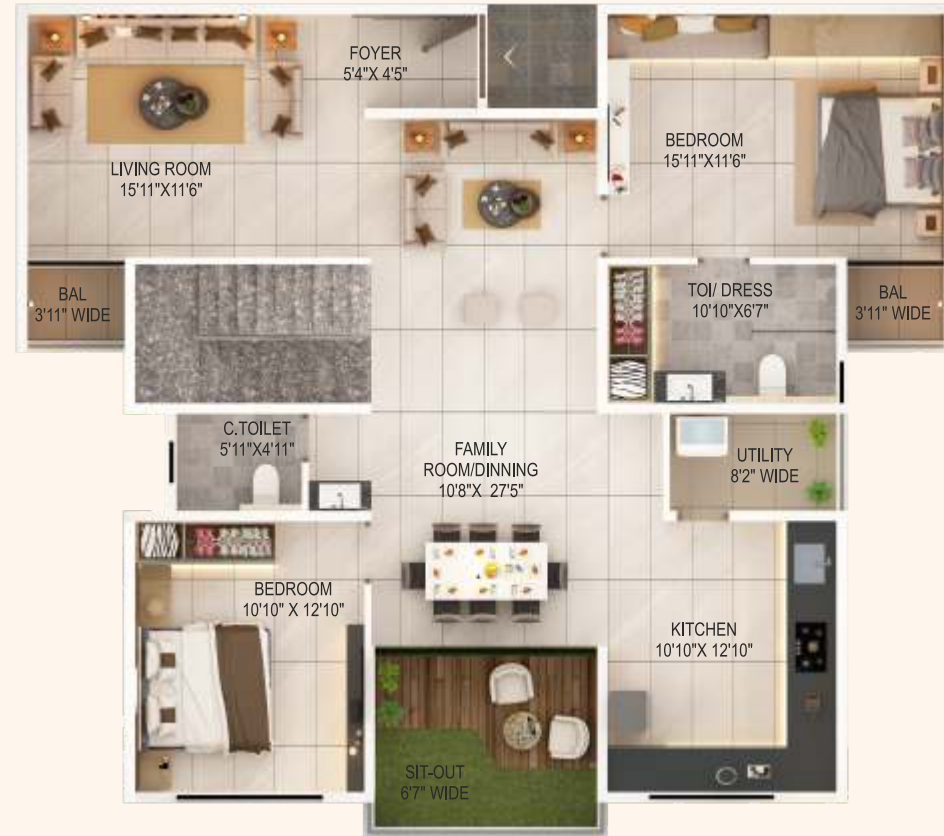 FOYER
5'4"X 4'5"
LIVING ROOM
15'11"X11'6"
BEDROOM
15'11"X11'6"
BAL
3'11" WIDE
TOI/ DRESS
10'10"X6'7"
BAL
3'11" WIDE
C.TOILET
5'11"X4'11"
FAMILY
ROOM/DINNING
10'8"X 27'5"
UTILITY
8'2" WIDE
BEDROOM
10'10" X 12'10"
KITCHEN
10'10"X 12'10"
SIT-OUT
6'7" WIDE